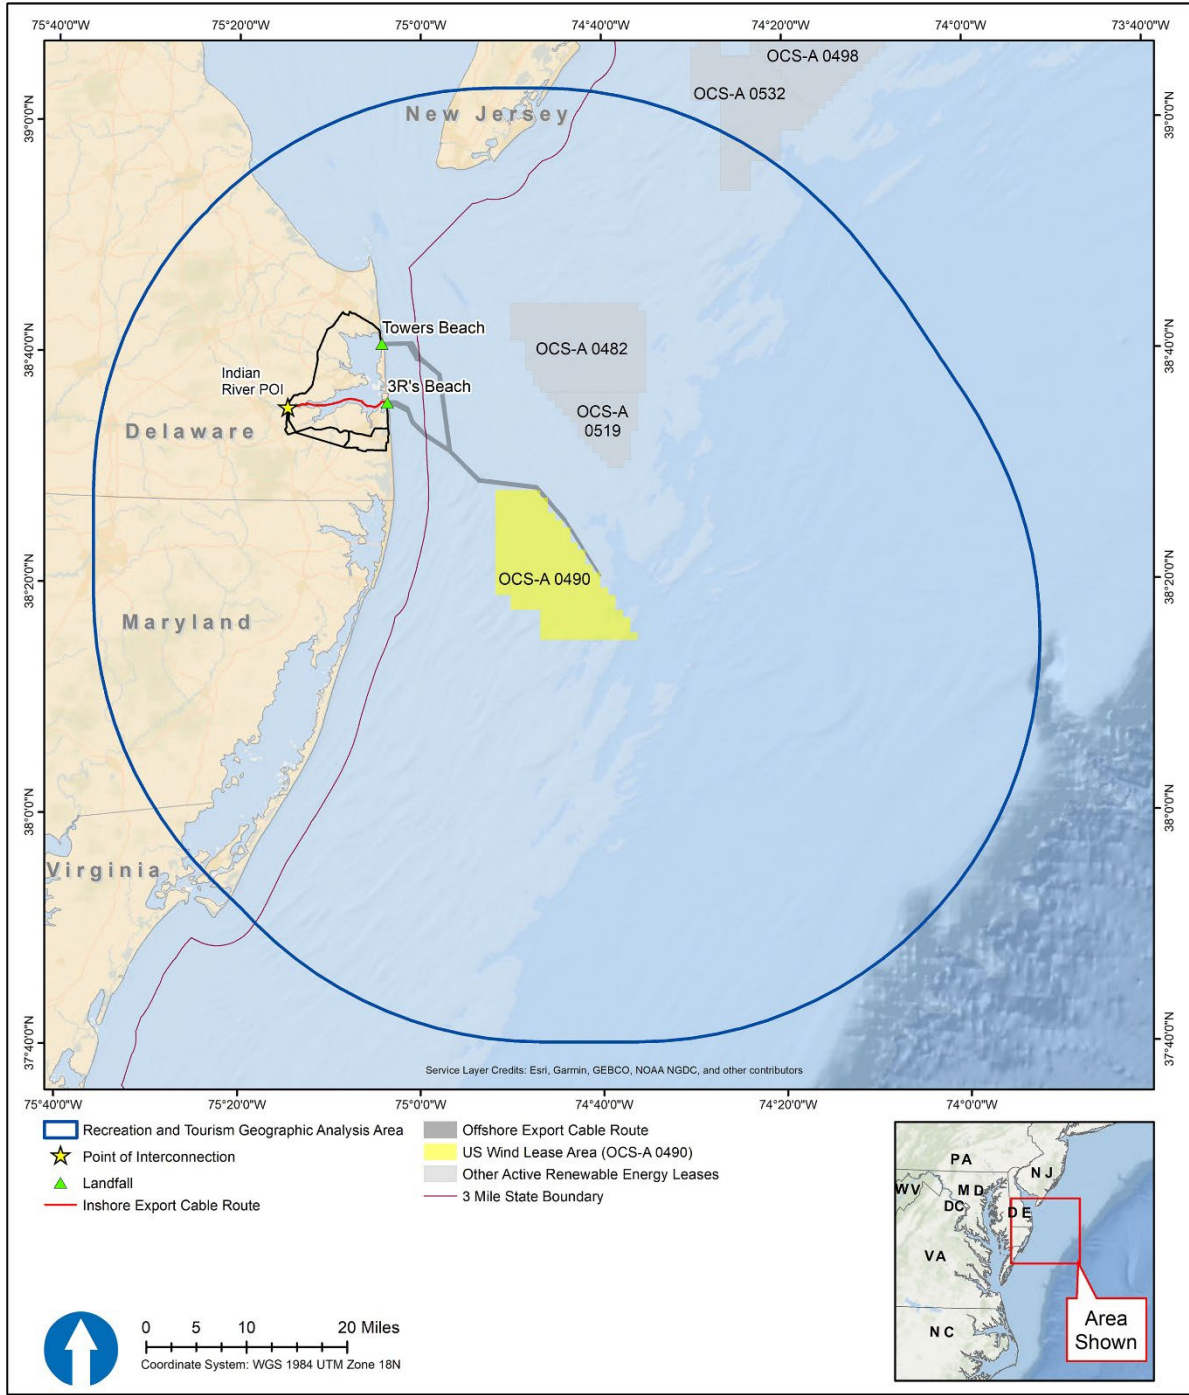 75°40'0"W 75°20'0"W 75°0'0"W 74°40'0"W 74°20'0"W 74°0'0"W 73°40'0"W
OCS-A 0498
OCS-A 0532
New Jersey
39°0'0"N 39°0'0"N
Towers Beach
38°40'0"N 38°40'0"N
OCS-A 0482
Indian
River POI
3R's Beach
OCS-A
0519
Delaware
OCS-A 0490
38°20'0"N 38°20'0"N
Maryland
38°0'0"N 38°0'0"N
Virginia
37°40'0"N 37°40'0"N
Service Layer Credits: Esri, Garmin, GEBCO, NOAA NGDC, and other contributors
75°40'0"W 75°20'0"W 75°0'0"W 74°40'0"W 74°20'0"W 74°0'0"W
Recreation and Tourism Geographic Analysis Area
Point of Interconnection
Landfall
Inshore Export Cable Route
Offshore Export Cable Route
US Wind Lease Area (OCS-A 0490)
Other Active Renewable Energy Leases
3 Mile State Boundary
0 5 10 20 Miles
Coordinate System: WGS 1984 UTM Zone 18N
PA
NJ
WV
MD
DC
DE
VA
NC
Area
Shown